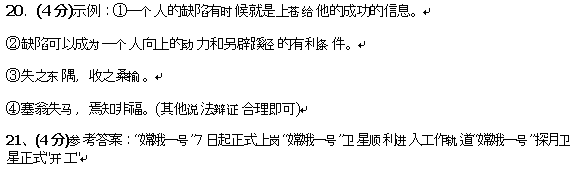 20．(4分)示例：①一个人的缺陷有时候就是上苍给他的成功的信息。
②缺陷可以成为一个人向上的动力和另辟蹊径的有利条件。
③失之东隅，收之桑榆。
④塞翁失马，焉知非福。(其他说法辩证合理即可)
21、(4分)参考答案：“嫦娥一号”7日起正式上岗“嫦娥一号”卫星顺利进入工作轨道“嫦娥一号”探月卫
星正式“开工”